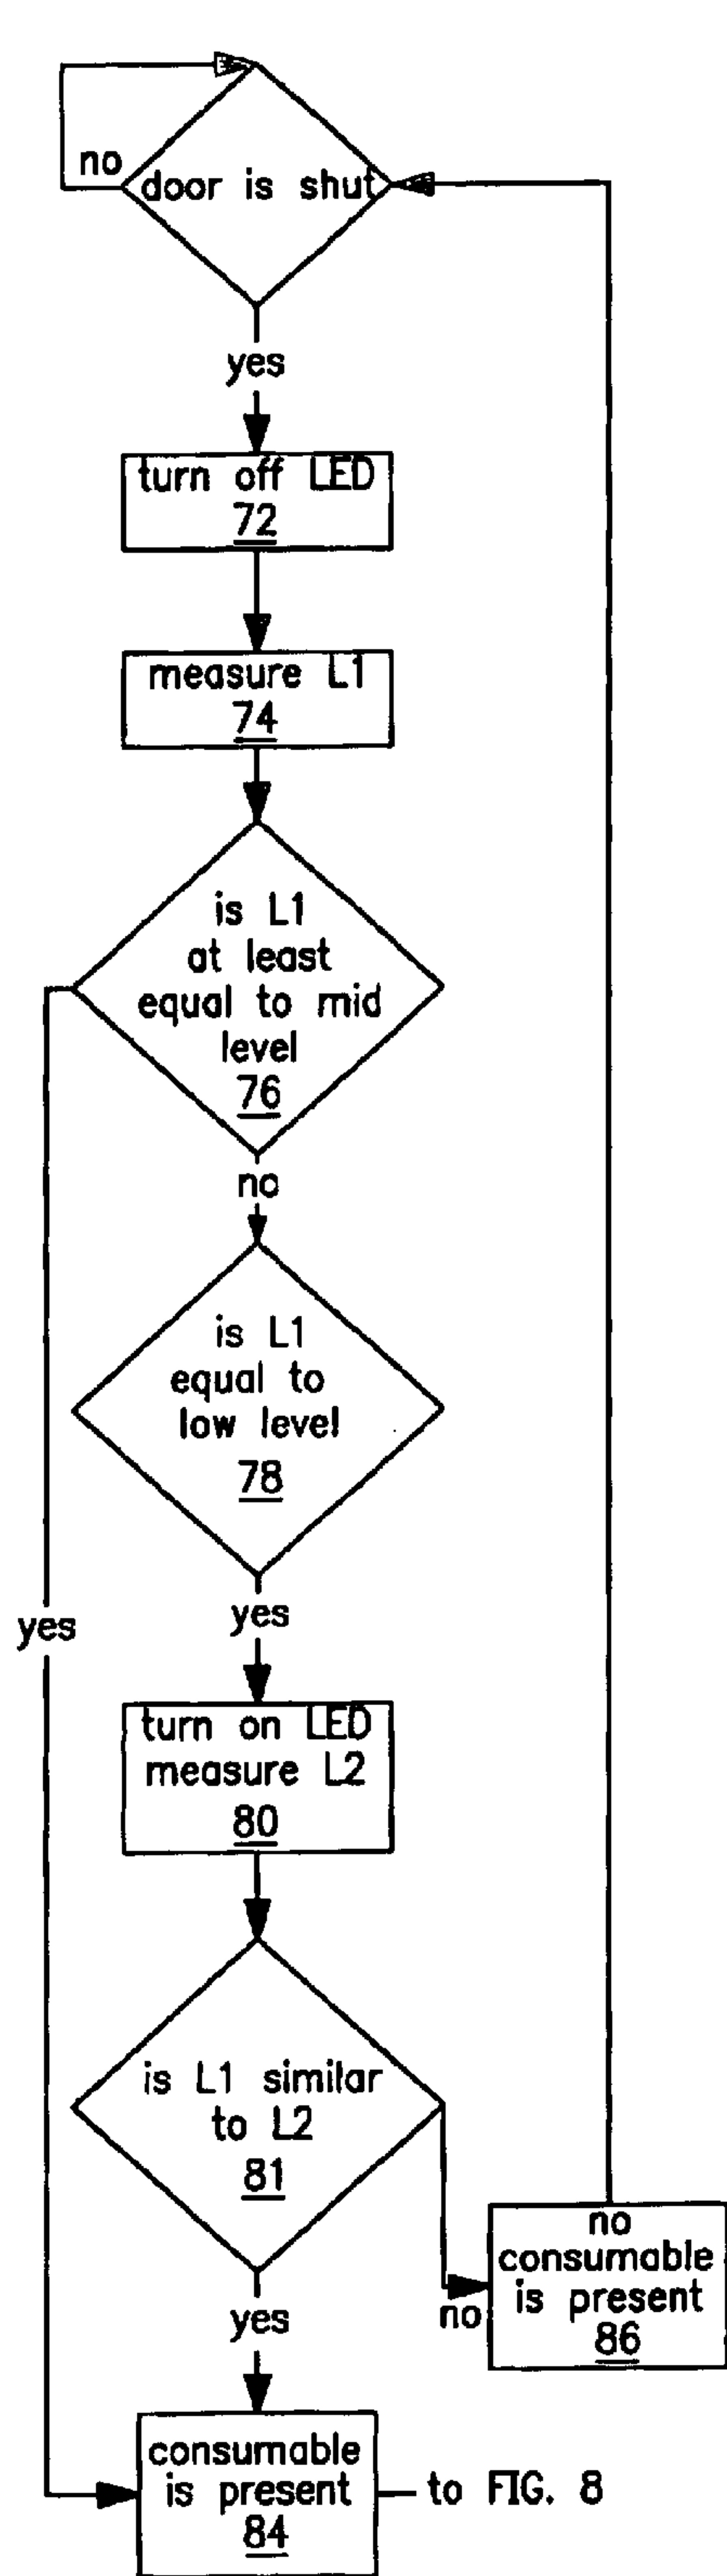 no
door is shut
yes
turn off LED
72
measure L1
74
is L1
at least
equal to mid
level
76
no
is L1
equal to
low level
78
yes
yes
turn on LED
measure L2
80
is L1 similar
to L2
81
no
consumable
is present
86
no
yes
consumable
is present
84
to FIG. 8